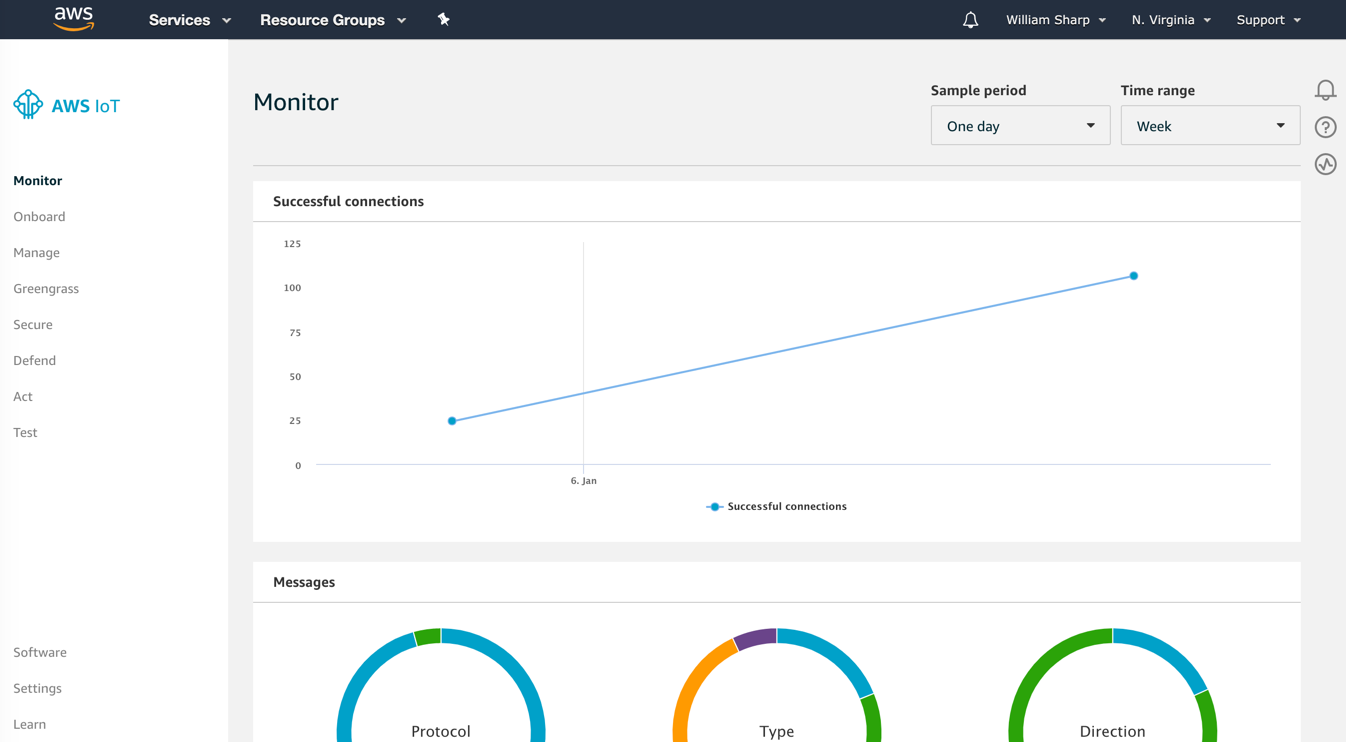 aws Services Resource Groups William Sharp N. Virginia Support
AWS IoT
Monitor
Onboard
Manage
Greengrass
Secure
Defend
Act
Test
Software
Settings
Learn
Monitor
Sample period Time range
One day Week
Successful connections
125
100
75
50
25
0
6. Jan
Successful connections
Messages
Protocol Type Direction